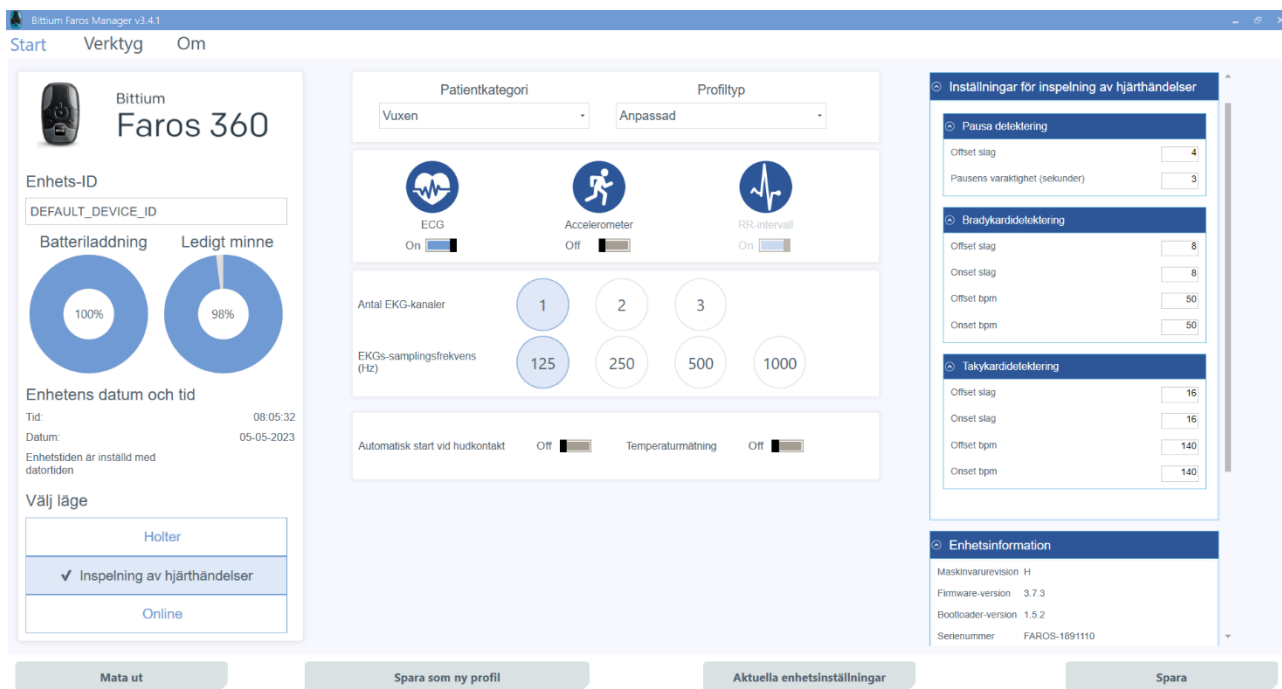 Bittium Faros Manager v3.4.1
Start Verktyg Om
Bittium
Faros 360
Enhets-ID
DEFAULT_DEVICE_ID
Batteriladdning Ledigt minne
100% 98%
Enhetens datum och tid
Tid: 08:05:32
Datum: 05-05-2023
Enhetstiden är inställd med
datortiden
Välj läge
Holter
✓ Inspelning av hjärthändelser
Online
Patientkategori Profiltyp
Vuxen Anpassad
ECG Accelerometer RR-intervall
On Off On
Antal EKG-kanaler 1 2 3
EKGs-samplingsfrekvens
(Hz) 125 250 500 1000
Automatisk start vid hudkontakt Off Temperaturmätning Off
Inställningar för inspelning av hjärthändelser
Pausa detektering
Offset slag 4
Pausens varaktighet (sekunder) 3
Bradykardidetektering
Offset slag 8
Onset slag 8
Offset bpm 50
Onset bpm 50
Takykardidetektering
Offset slag 16
Onset slag 16
Offset bpm 140
Onset bpm 140
Enhetsinformation
Maskinvarurevision H
Firmware-version 3.7.3
Bootloader-version 1.5.2
Serienummer FAROS-1891110
Mata ut Spara som ny profil Aktuella enhetsinställningar Spara